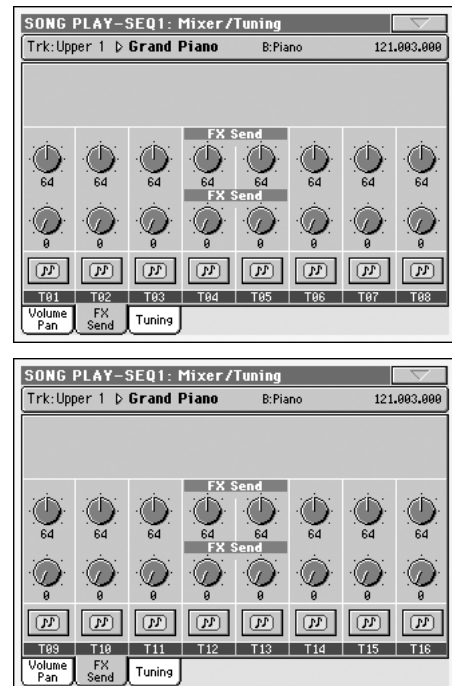 SONG PLAY-SEQ1: Mixer/Tuning
Trk:Upper 1 Grand Piano B:Piano 121.003.000
FX Send
64 64 64 64 64 64 64 64
FX Send
0 0 0 0 0 0 0 0
T01 T02 T03 T04 T05 T06 T07 T08
Volume Pan FX Send Tuning
SONG PLAY-SEQ1: Mixer/Tuning
Trk:Upper 1 Grand Piano B:Piano 121.003.000
FX Send
64 64 64 64 64 64 64 64
FX Send
0 0 0 0 0 0 0 0
T09 T10 T11 T12 T13 T14 T15 T16
Volume Pan FX Send Tuning